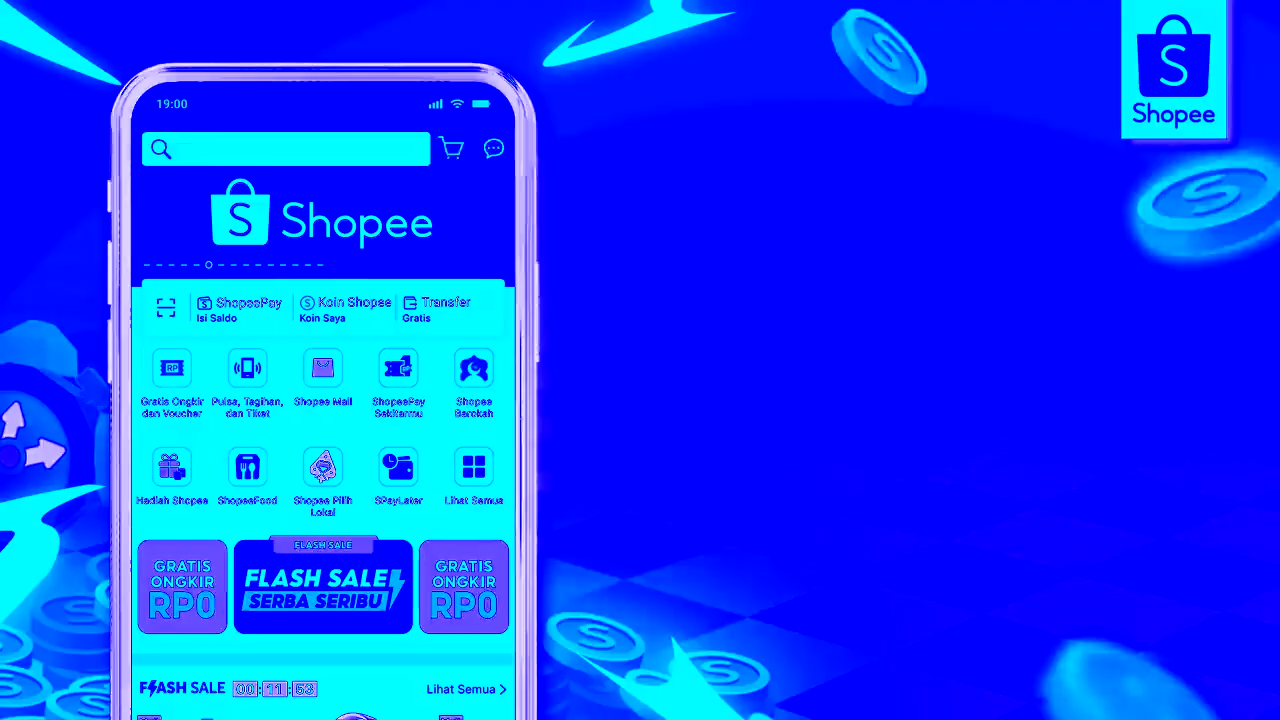 19:00
S
Shopee
S Shopee
ShopeePay
Isi Saldo
Koin Shopee
Koin Saya
Transfer
Gratis
RP
Gratis Ongkir
dan Voucher
Pulsa, Tagihan,
dan Tiket
Shopee Mall
ShopeePay
Sekitarmu
Shopee
Barokah
Hadiah Shopee
ShopeeFood
Shopee Pilih
Lokal
SPayLater
Lihat Semua
GRATIS
ONGKIR
RP0
FLASH SALE
FLASH SALE
SERBA SERIBU
GRATIS
ONGKIR
RP0
FLASH SALE 00:11:53
Lihat Semua >